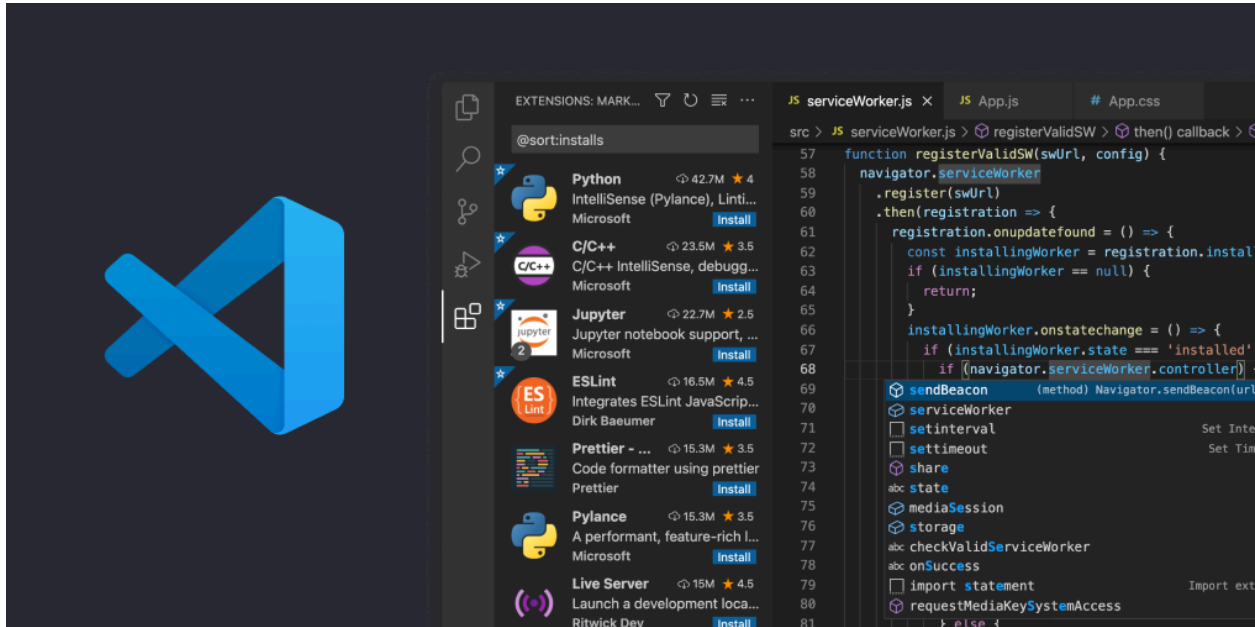 EXTENSIONS: MARK...
@sort:installs
Python 42.7M ★ 4
IntelliSense (Pylance), Linti...
Microsoft Install
C/C++
C/C++ 23.5M ★ 3.5
C/C++ IntelliSense, debugg...
Microsoft Install
jupyter
2
Jupyter 22.7M ★ 2.5
Jupyter notebook support, ...
Microsoft Install
ES
Lint
ESLint 16.5M ★ 4.5
Integrates ESLint JavaScrip...
Dirk Baeumer Install
Prettier - ... 15.3M ★ 3.5
Code formatter using prettier
Prettier Install
Pylance 15.3M ★ 3.5
A performant, feature-rich l...
Microsoft Install
Live Server 15M ★ 4.5
Launch a development loca...
Ritwick Dey Install
JS serviceWorker.js × JS App.js # App.css
src > JS serviceWorker.js > registerValidSW > then() callback >
57 function registerValidSW(swUrl, config) {
58 navigator.serviceWorker
59 .register(swUrl)
60 .then(registration => {
61 registration.onupdatefound = () => {
62 const installingWorker = registration.instal
63 if (installingWorker == null) {
64 return;
65 }
66 installingWorker.onstatechange = () => {
67 if (installingWorker.state === 'installed'
68 if (navigator.serviceWorker.controller) {
69 sendBeacon (method) Navigator.sendBeacon(url
70 serviceWorker
71 setinterval Set Inte
72 settimeout Set Tim
73 share
74 abc state
75 mediaSession
76 storage
77 abc checkValidServiceWorker
78 abc onSuccess
79 import statement Import ext
80 requestMediaKeySystemAccess
81 } else {